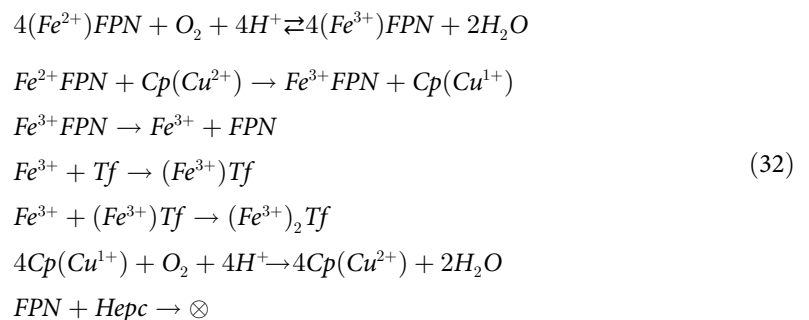 4(Fe²⁺)FPN + O₂ + 4H⁺⇄4(Fe³⁺)FPN + 2H₂O
Fe²⁺FPN + Cp(Cu²⁺) → Fe³⁺FPN + Cp(Cu¹⁺)
Fe³⁺FPN → Fe³⁺ + FPN
Fe³⁺ + Tf → (Fe³⁺)Tf
(32)
Fe³⁺ + (Fe³⁺)Tf → (Fe³⁺)₂Tf
4Cp(Cu¹⁺) + O₂ + 4H⁺→4Cp(Cu²⁺) + 2H₂O
FPN + Hepc → ⊗